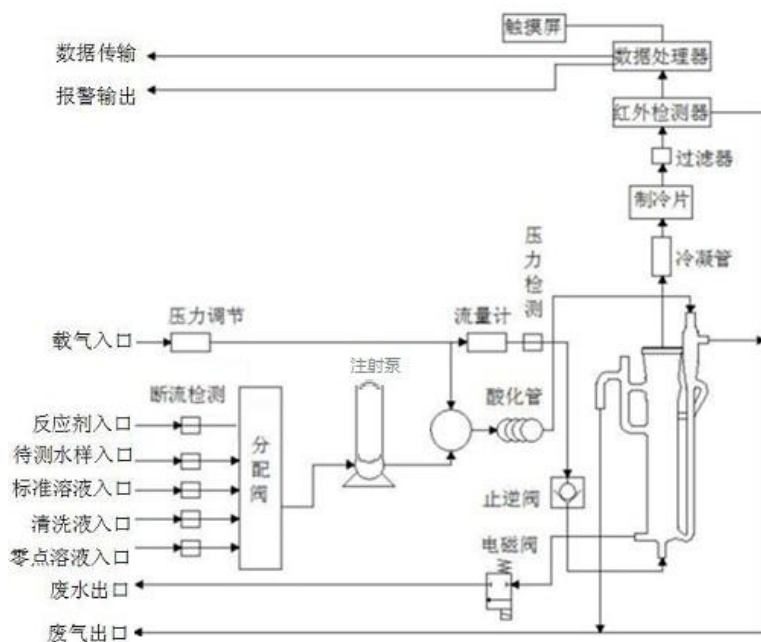 触摸屏
数据传输
数据处理器
报警输出
红外检测器
过滤器
制冷片
冷凝管
压力检测
压力调节
流量计
载气入口
注射泵
断流检测
酸化管
反应剂入口
分配阀
待测水样入口
标准溶液入口
止逆阀
清洗液入口
电磁阀
零点溶液入口
废水出口
废气出口